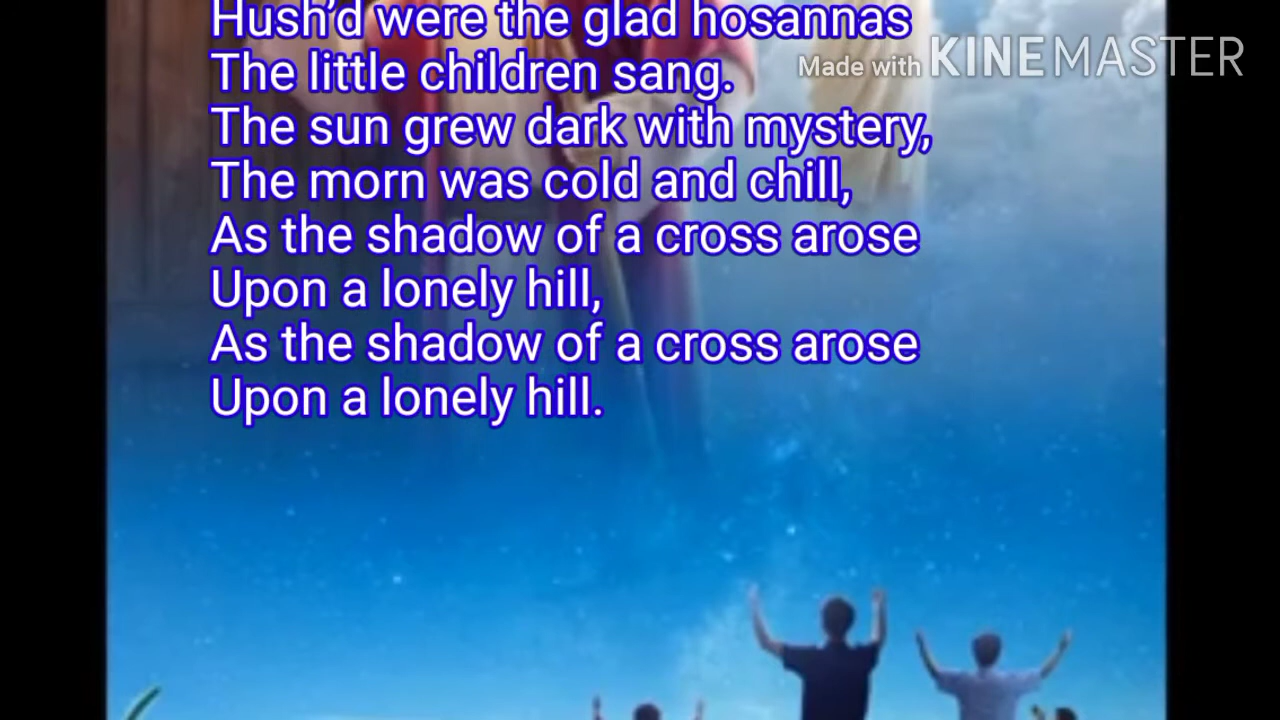 Hush'd were the glad hosannas
Made with KINEMASTER
The little children sang.
The sun grew dark with mystery,
The morn was cold and chill,
As the shadow of a cross arose
Upon a lonely hill,
As the shadow of a cross arose
Upon a lonely hill.